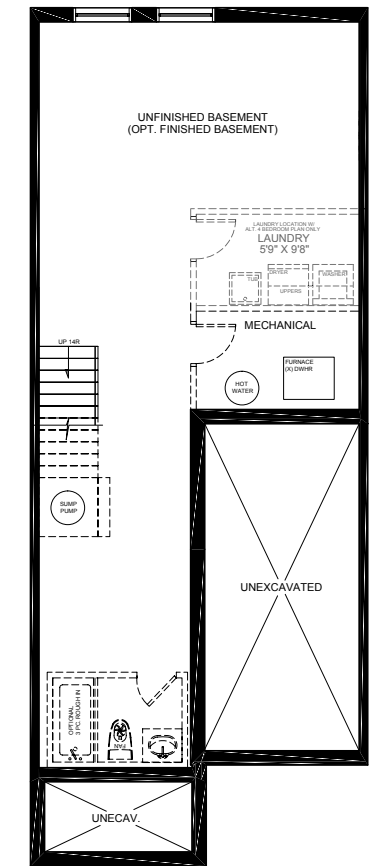 UNFINISHED BASEMENT
(OPT. FINISHED BASEMENT)
LAUNDRY LOCATION W/
ALT. 4 BEDROOM PLAN ONLY
LAUNDRY
5'9" X 9'8"
DRYER
WASHER
TUB
UPPERS
MECHANICAL
UP 14R
FURNACE
(X) DWHR
HOT
WATER
SUMP
PUMP
UNEXCAVATED
OPTIONAL
3 PC ROUGH IN
FAN
UNECAV.